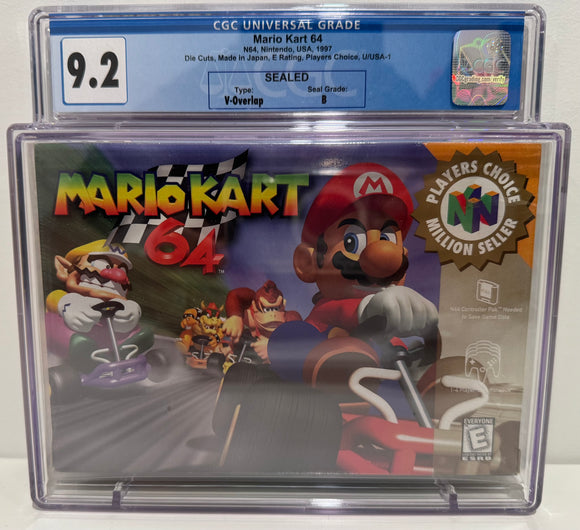 CGC UNIVERSAL GRADE
Mario Kart 64
N64, Nintendo, USA, 1997
Die Cuts, Made in Japan, E Rating, Players Choice, U/USA-1
9.2
SEALED
Type:
V-Overlap
Seal Grade:
B
CGCgrading.com/verify
MARIO KART
64
TM
M
PLAYERS CHOICE
N
MILLION SELLER
N64 Controller Pak™ Needed
to Save Game Data
EVERYONE
E
ESRB